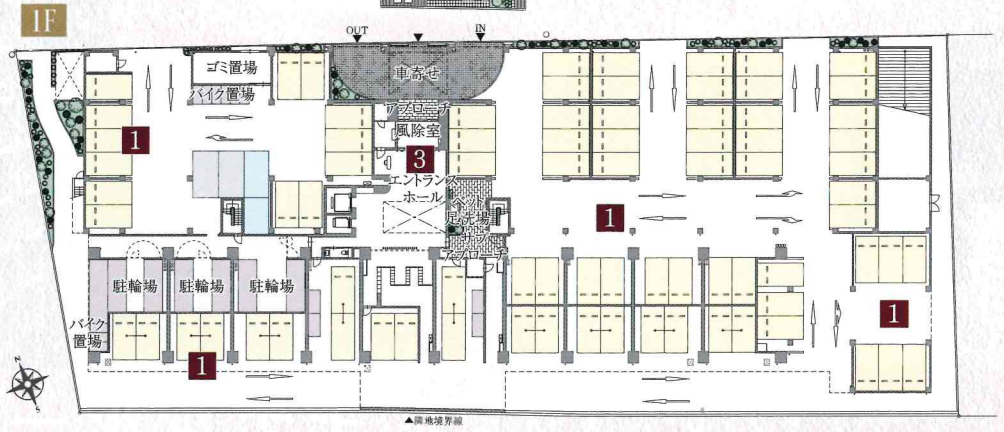 1F
OUT
IN
ゴミ置場
バイク置場
車寄せ
アプローチ
風除室
3
エントランス
ホール
1
ペット
足洗場
サブ
アプローチ
1
駐輪場
駐輪場
駐輪場
バイク
置場
1
1
N
S
▲隣地境界線